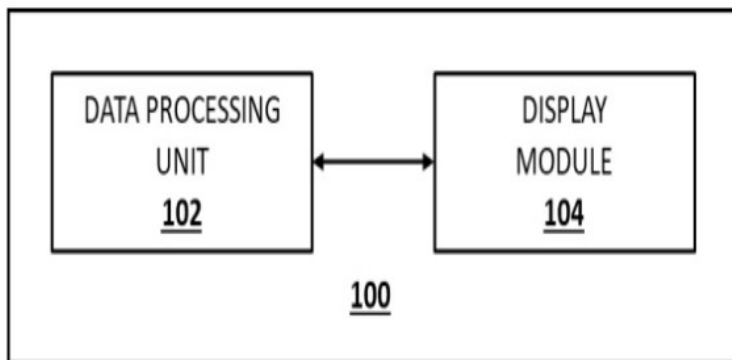 DATA PROCESSING
UNIT
102
DISPLAY
MODULE
104
100